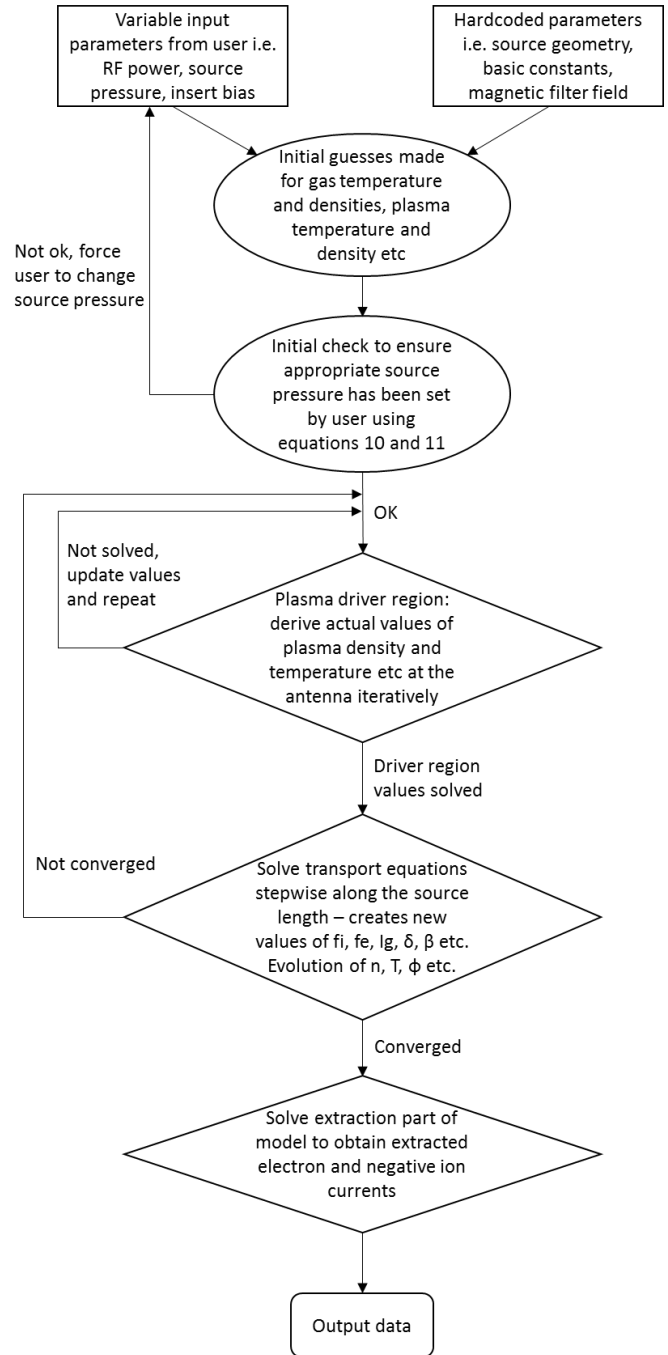 Variable input
parameters from user i.e.
RF power, source
pressure, insert bias
Hardcoded parameters
i.e. source geometry,
basic constants,
magnetic filter field
Initial guesses made
for gas temperature
and densities, plasma
temperature and
density etc
Not ok, force
user to change
source pressure
Initial check to ensure
appropriate source
pressure has been set
by user using
equations 10 and 11
OK
Not solved,
update values
and repeat
Plasma driver region:
derive actual values of
plasma density and
temperature etc at the
antenna iteratively
Driver region
values solved
Not converged
Solve transport equations
stepwise along the source
length – creates new
values of fi, fe, Ig, δ, β etc.
Evolution of n, T, ϕ etc.
Converged
Solve extraction part of
model to obtain extracted
electron and negative ion
currents
Output data